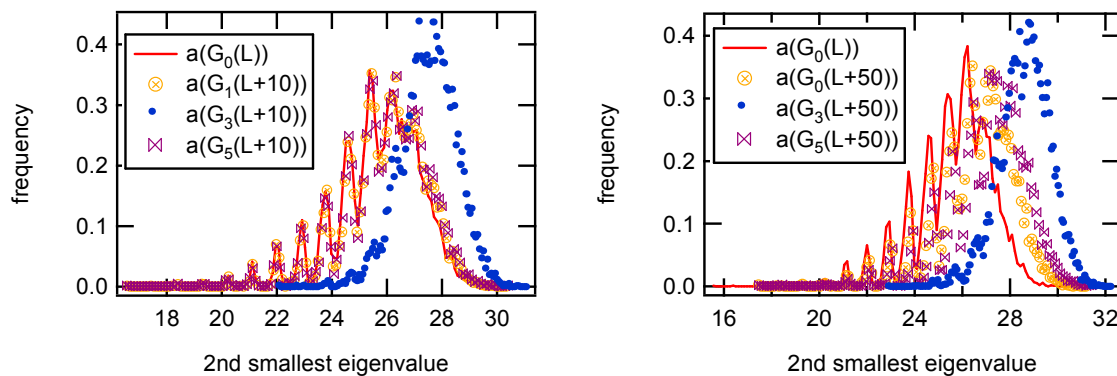 0.4
0.3
0.2
0.1
0.0
frequency
a(G0(L))
a(G1(L+10))
a(G3(L+10))
a(G5(L+10))
18 20 22 24 26 28 30
2nd smallest eigenvalue
0.4
0.3
0.2
0.1
0.0
frequency
a(G0(L))
a(G0(L+50))
a(G3(L+50))
a(G5(L+50))
16 20 24 28 32
2nd smallest eigenvalue